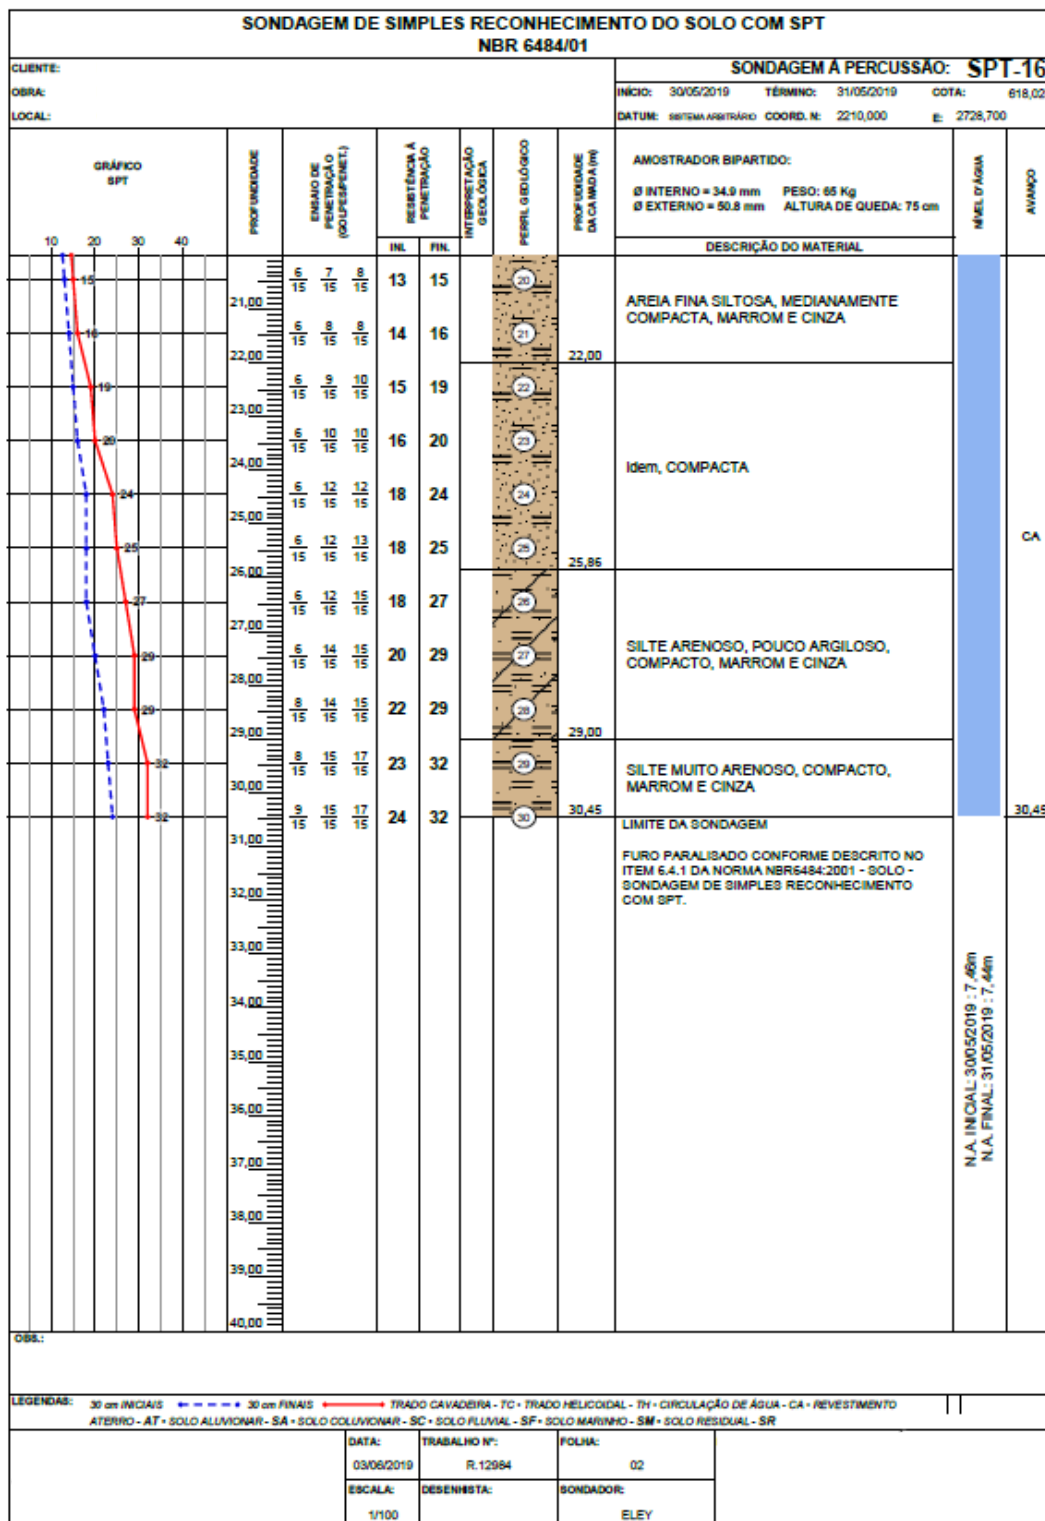 SONDAGEM DE SIMPLES RECONHECIMENTO DO SOLO COM SPT
NBR 6484/01
CLIENTE:
OBRA:
LOCAL:
SONDAGEM À PERCUSSÃO: SPT-16
INÍCIO: 30/05/2019 TÉRMINO: 31/05/2019 COTA: 618,02
DATUM: SISTEMA ARBITRÁRIO COORD. N: 2210,000 E: 2728,700
GRÁFICO
SPT
10 20 30 40
PROFUNDIDADE
ENSAIO DE
PENETRAÇÃO
(GOLPES/PENET.)
RESISTÊNCIA À
PENETRAÇÃO
INI. FIN.
INTERPRETAÇÃO
GEOLÓGICA
PERFIL GEOLÓGICO
PROFUNDIDADE
DA CAMADA (m)
AMOSTRADOR BIPARTIDO:
Ø INTERNO = 34.9 mm PESO: 65 Kg
Ø EXTERNO = 50.8 mm ALTURA DE QUEDA: 75 cm
DESCRIÇÃO DO MATERIAL
NÍVEL D'ÁGUA
AVANÇO
15 6/15 7/15 8/15 13 15 20
21,00
16 6/15 8/15 8/15 14 16 21
22,00 22,00
AREIA FINA SILTOSA, MEDIANAMENTE
COMPACTA, MARROM E CINZA
19 6/15 9/15 10/15 15 19 22
23,00
20 6/15 10/15 10/15 16 20 23
24,00
Idem, COMPACTA
24 6/15 12/15 12/15 18 24 24
25,00
25 6/15 12/15 13/15 18 25 25
CA
25,86
26,00
27 6/15 12/15 15/15 18 27 26
27,00
29 6/15 14/15 15/15 20 29 27
SILTE ARENOSO, POUCO ARGILOSO,
COMPACTO, MARROM E CINZA
28,00
29 8/15 14/15 15/15 22 29 28
29,00 29,00
32 8/15 15/15 17/15 23 32 29
SILTE MUITO ARENOSO, COMPACTO,
MARROM E CINZA
30,00
30,45 30,45
32 9/15 15/15 17/15 24 32 30
LIMITE DA SONDAGEM
31,00
FURO PARALISADO CONFORME DESCRITO NO
ITEM 6.4.1 DA NORMA NBR6484:2001 - SOLO -
SONDAGEM DE SIMPLES RECONHECIMENTO
COM SPT.
32,00
33,00
34,00
35,00
36,00
37,00
38,00
39,00
40,00
N.A. INICIAL: 30/05/2019 : 7,46m
N.A. FINAL: 31/05/2019 : 7,44m
OBS.:
LEGENDAS: 30 cm INICIAIS 30 cm FINAIS TRADO CAVADEIRA - TC • TRADO HELICOIDAL - TH • CIRCULAÇÃO DE ÁGUA - CA • REVESTIMENTO
ATERRO - AT • SOLO ALUVIONAR - SA • SOLO COLUVIONAR - SC • SOLO FLUVIAL - SF • SOLO MARINHO - SM • SOLO RESIDUAL - SR
DATA: TRABALHO Nº: FOLHA:
03/06/2019 R.12984 02
ESCALA: DESENHISTA: SONDADOR:
1/100 ELEY